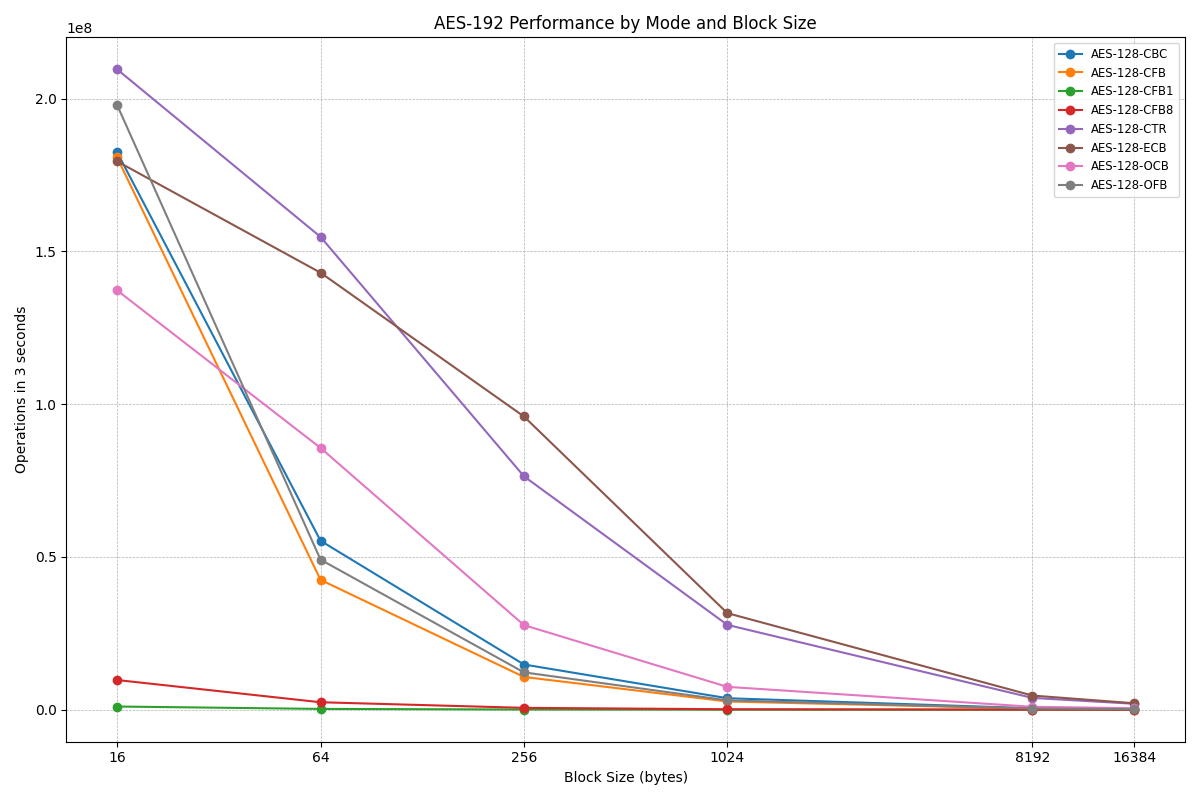 AES-192 Performance by Mode and Block Size
1e8
AES-128-CBC
AES-128-CFB
AES-128-CFB1
AES-128-CFB8
AES-128-CTR
AES-128-ECB
AES-128-OCB
AES-128-OFB
2.0
1.5
1.0
0.5
0.0
Operations in 3 seconds
16 64 256 1024 8192 16384
Block Size (bytes)